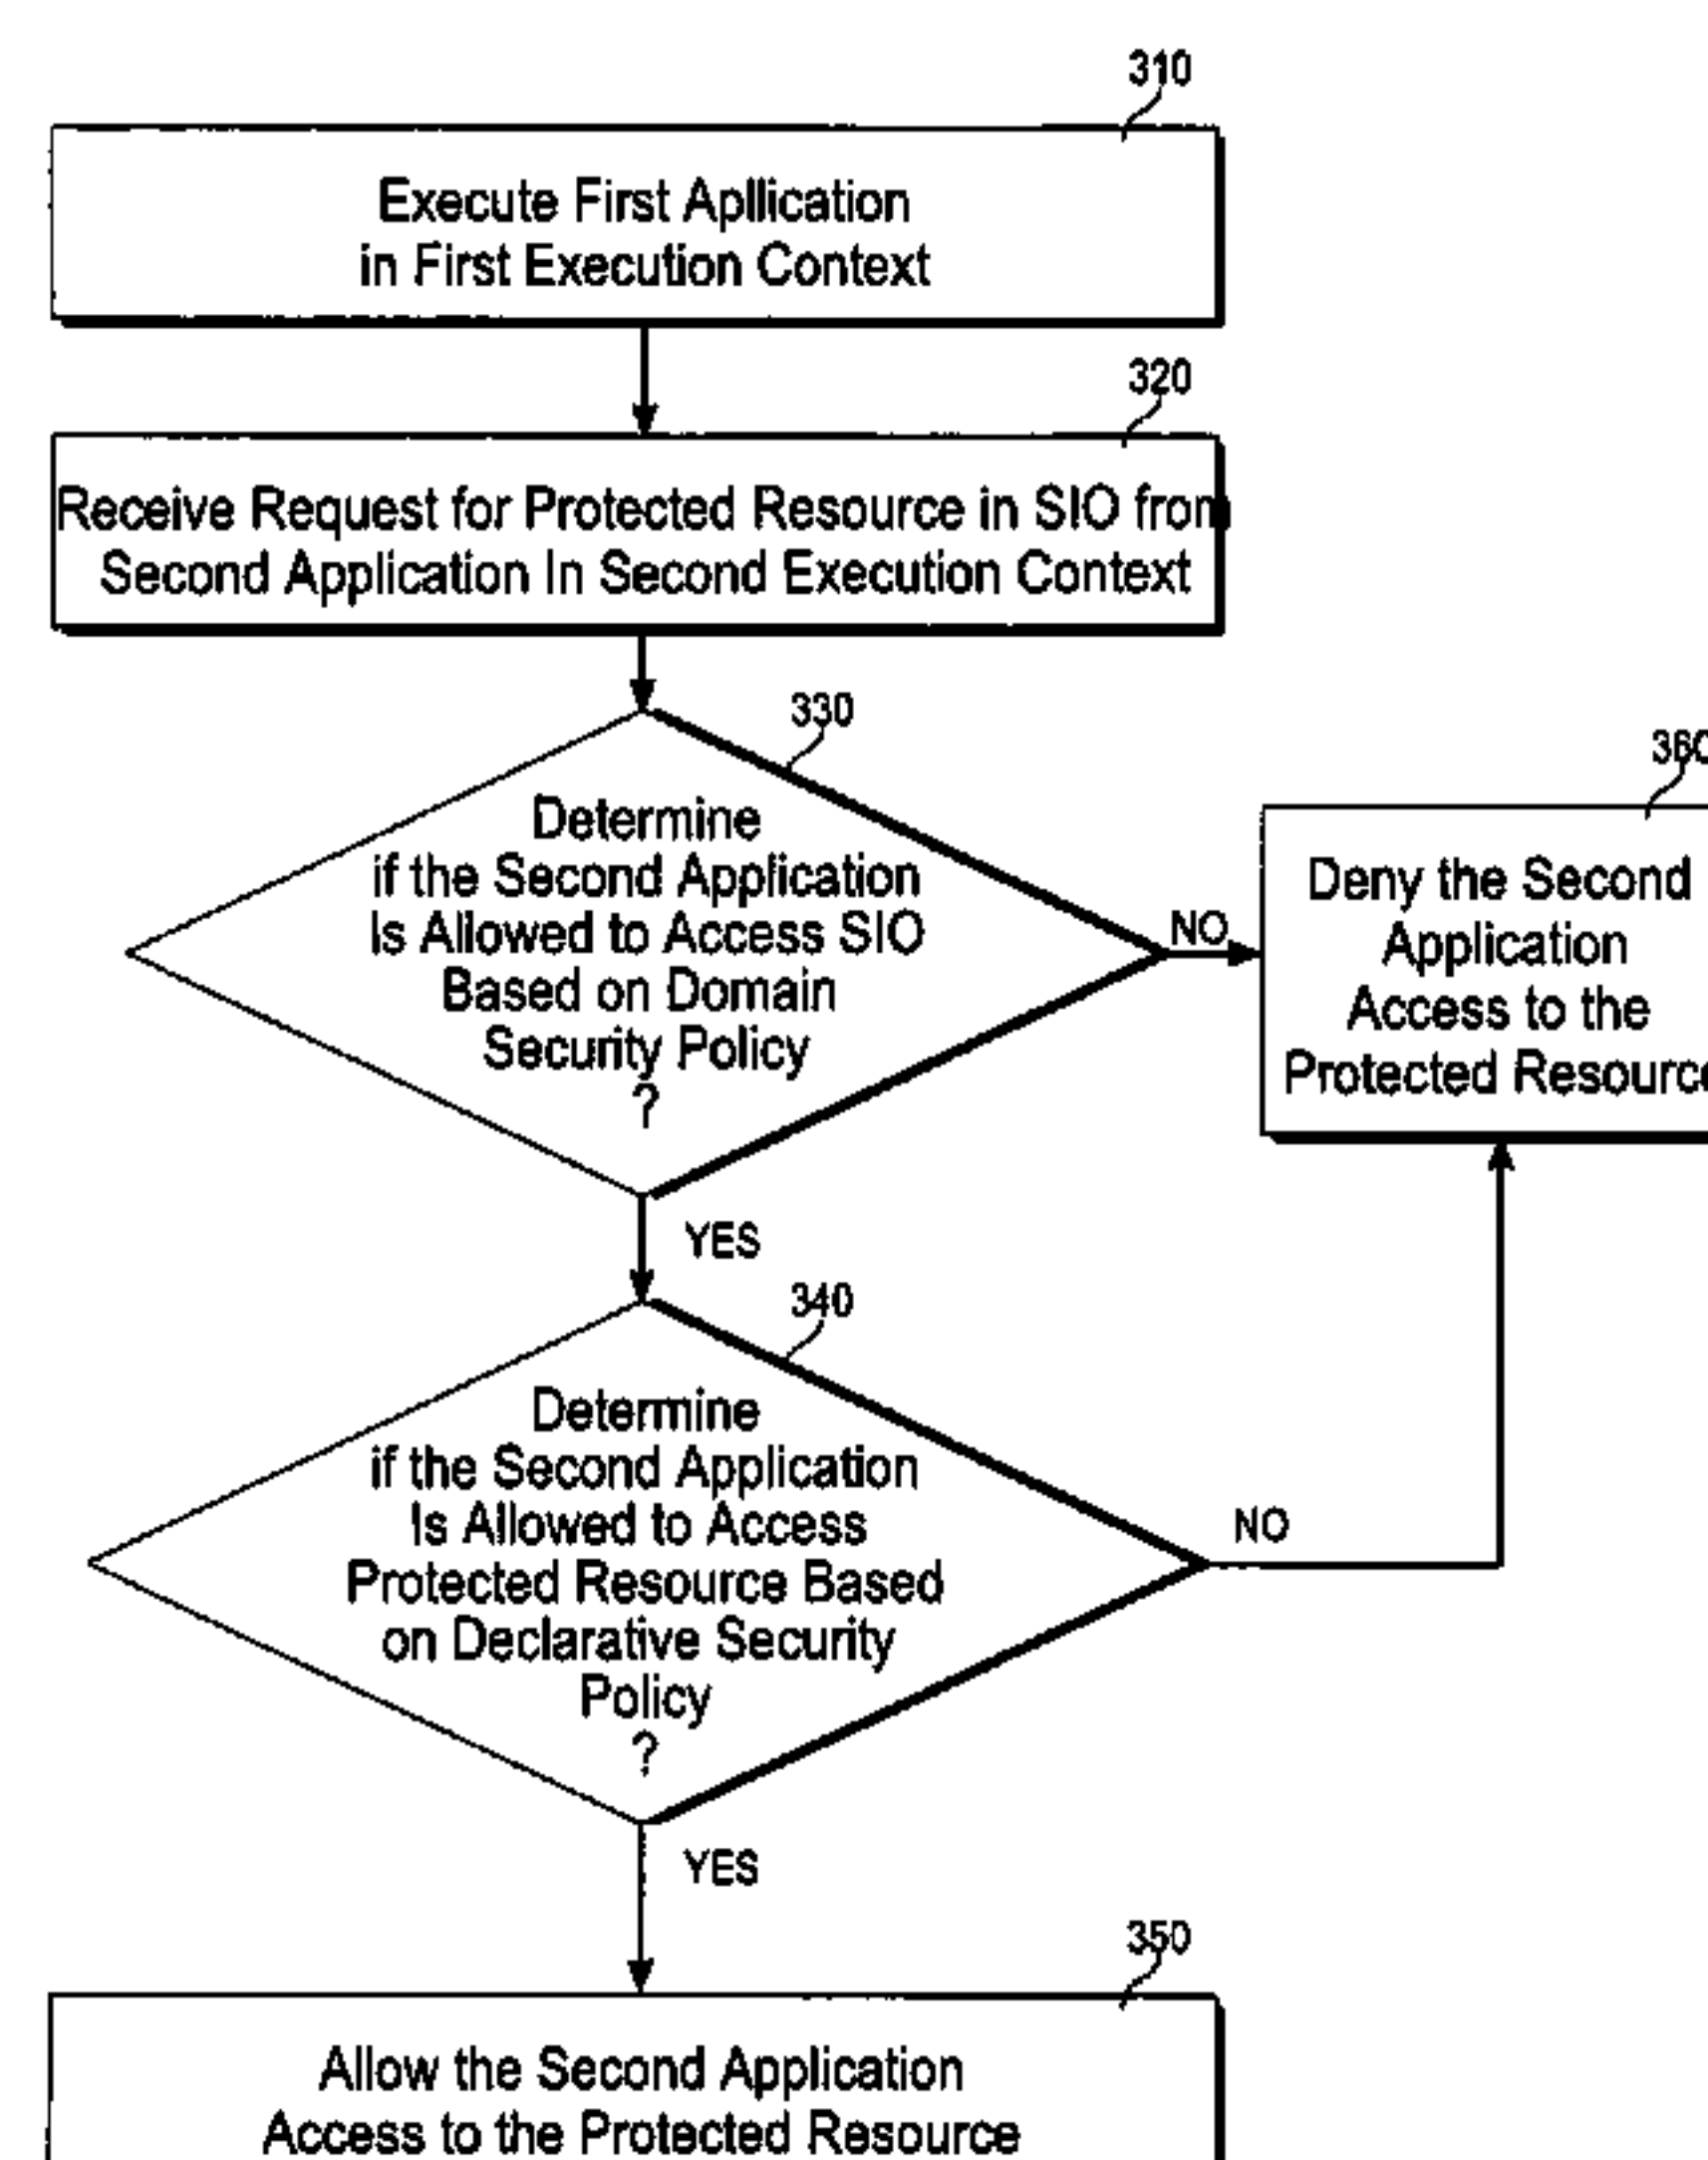 310
Execute First Apllication
in First Execution Context
320
Receive Request for Protected Resource in SIO from
Second Application In Second Execution Context
330
Determine
if the Second Application
Is Allowed to Access SIO
Based on Domain
Security Policy
?
NO
360
Deny the Second
Application
Access to the
Protected Resource
YES
340
Determine
if the Second Application
Is Allowed to Access
Protected Resource Based
on Declarative Security
Policy
?
NO
YES
350
Allow the Second Application
Access to the Protected Resource